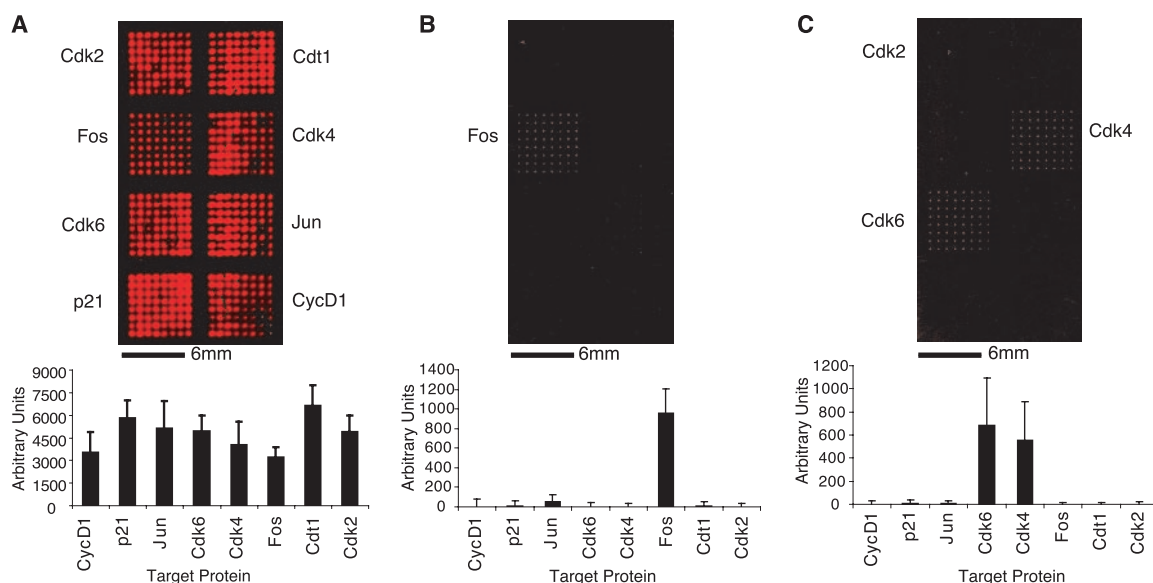 A
Cdk2
Cdt1
Fos
Cdk4
Cdk6
Jun
p21
CycD1
6mm
9000
7500
6000
4500
3000
1500
0
Arbitrary Units
CycD1
p21
Jun
Cdk6
Cdk4
Fos
Cdt1
Cdk2
Target Protein
B
Fos
6mm
1400
1200
1000
800
600
400
200
0
Arbitrary Units
CycD1
p21
Jun
Cdk6
Cdk4
Fos
Cdt1
Cdk2
Target Protein
C
Cdk2
Cdk4
Cdk6
6mm
1200
1000
800
600
400
200
0
Arbitrary Units
CycD1
p21
Jun
Cdk6
Cdk4
Fos
Cdt1
Cdk2
Target Protein